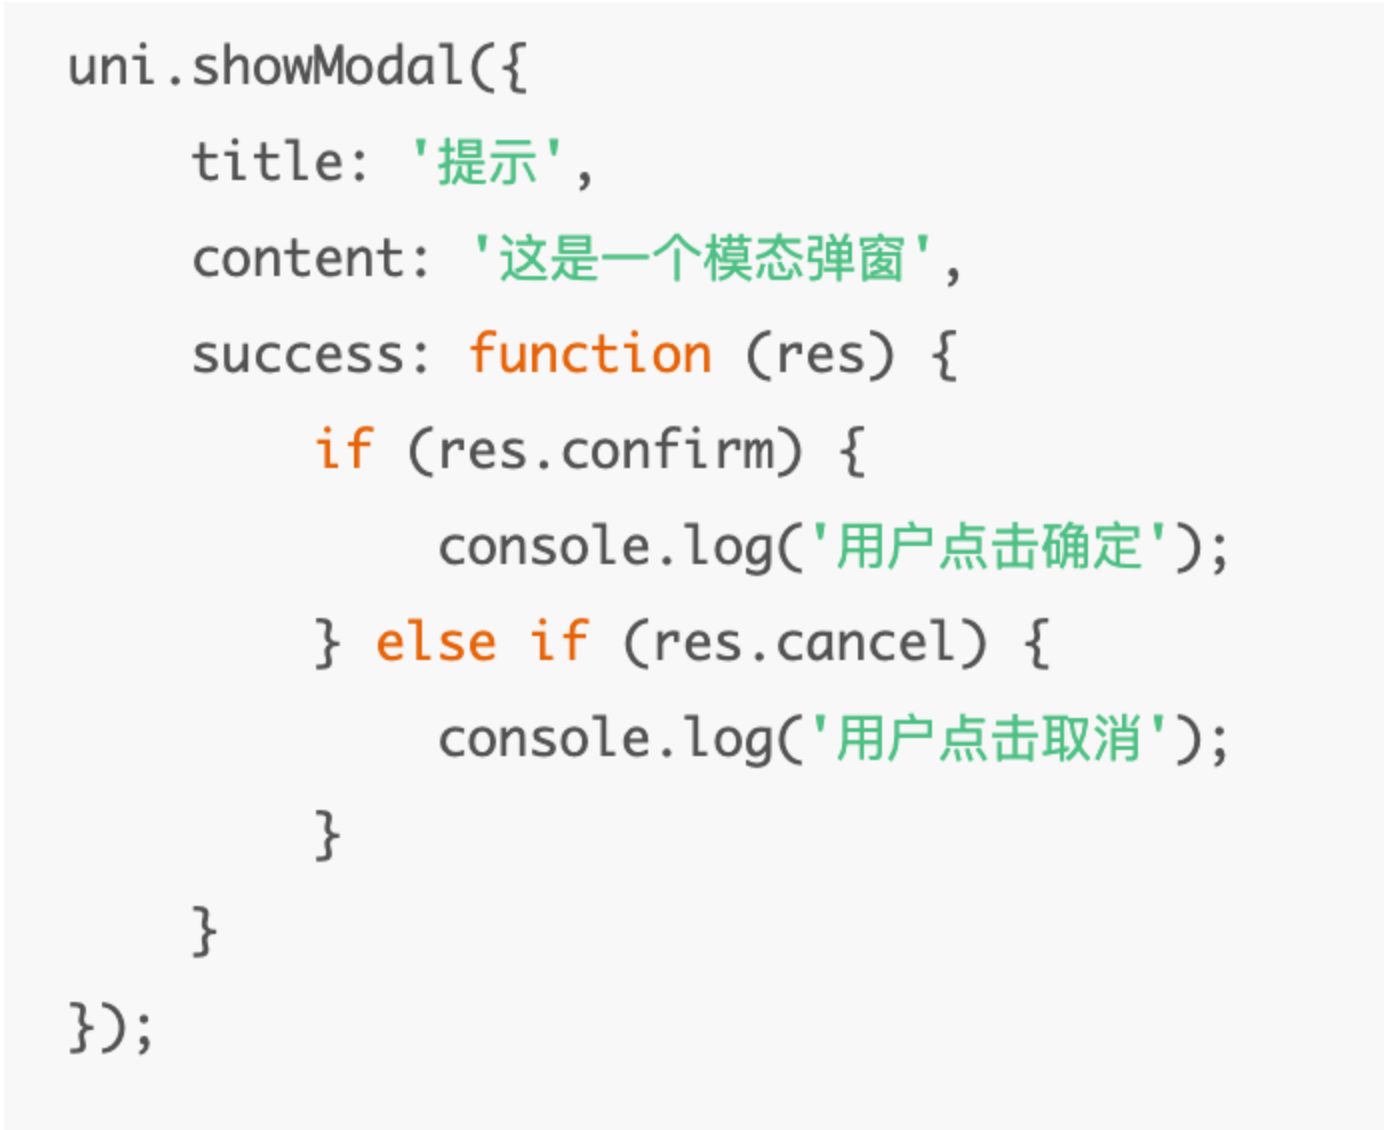 uni.showModal({
    title: '提示',
    content: '这是一个模态弹窗',
    success: function (res) {
        if (res.confirm) {
            console.log('用户点击确定');
        } else if (res.cancel) {
            console.log('用户点击取消');
        }
    }
});